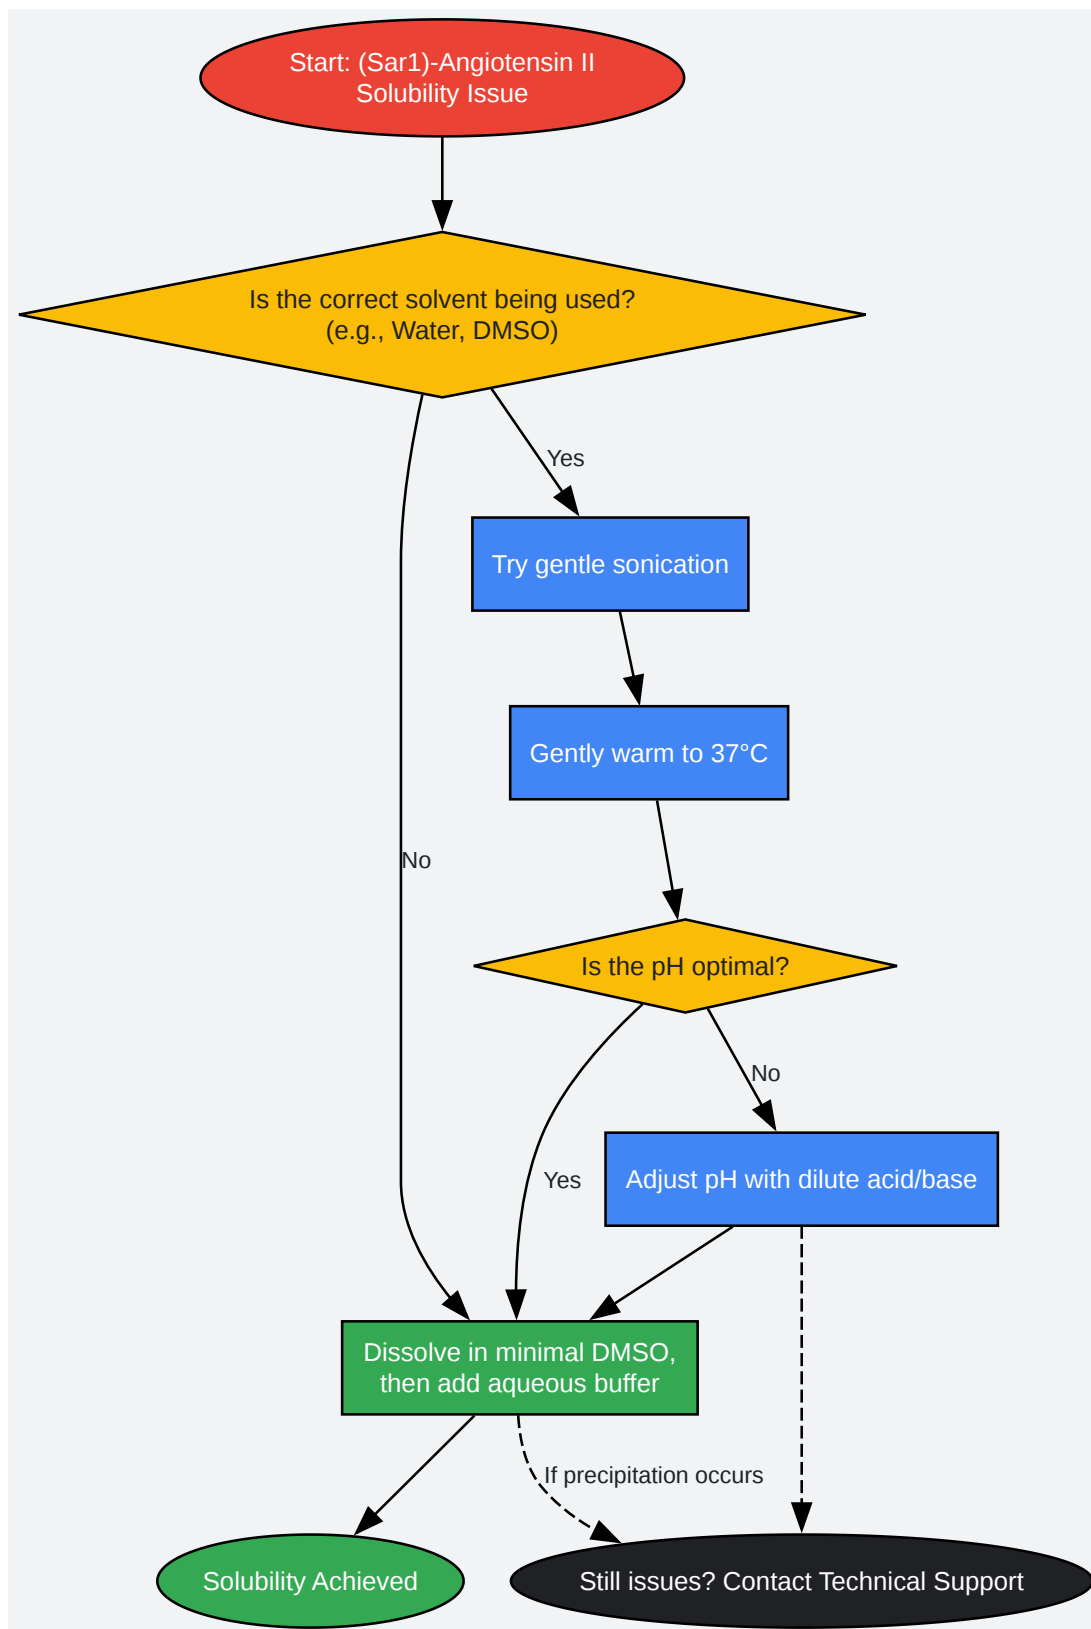 Start: (Sar1)-Angiotensin II
Solubility Issue
Is the correct solvent being used?
(e.g., Water, DMSO)
Yes
Try gentle sonication
Gently warm to 37°C
No
Is the pH optimal?
No
Yes
Adjust pH with dilute acid/base
Dissolve in minimal DMSO,
then add aqueous buffer
If precipitation occurs
Solubility Achieved
Still issues? Contact Technical Support